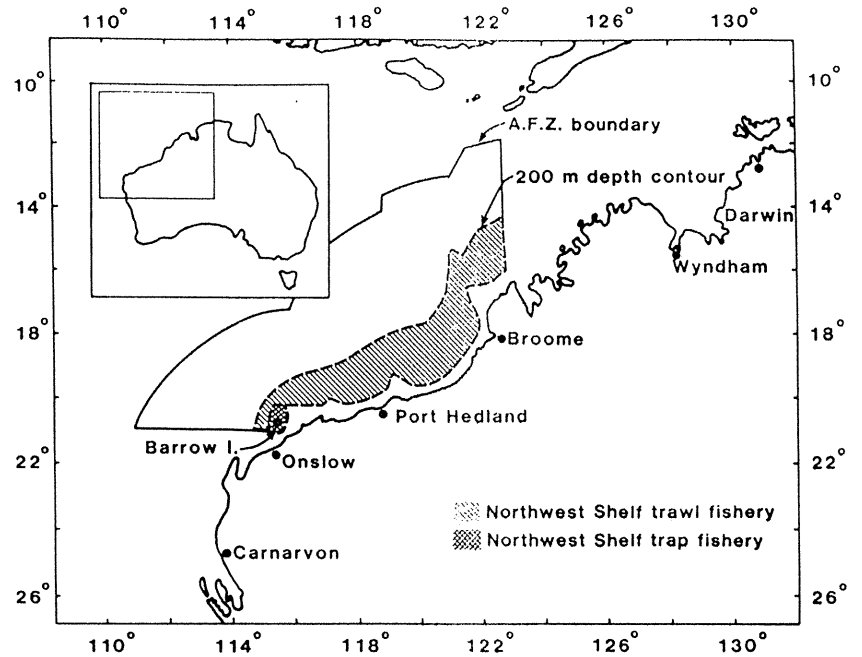 110° 114° 118° 122° 126° 130°
10° 10°
A.F.Z. boundary
200 m depth contour
14° 14°
Darwin
Wyndham
18° 18°
Broome
Port Hedland
Barrow I.
22° Onslow 22°
Northwest Shelf trawl fishery
Northwest Shelf trap fishery
Carnarvon
26° 26°
110° 114° 118° 122° 126° 130°